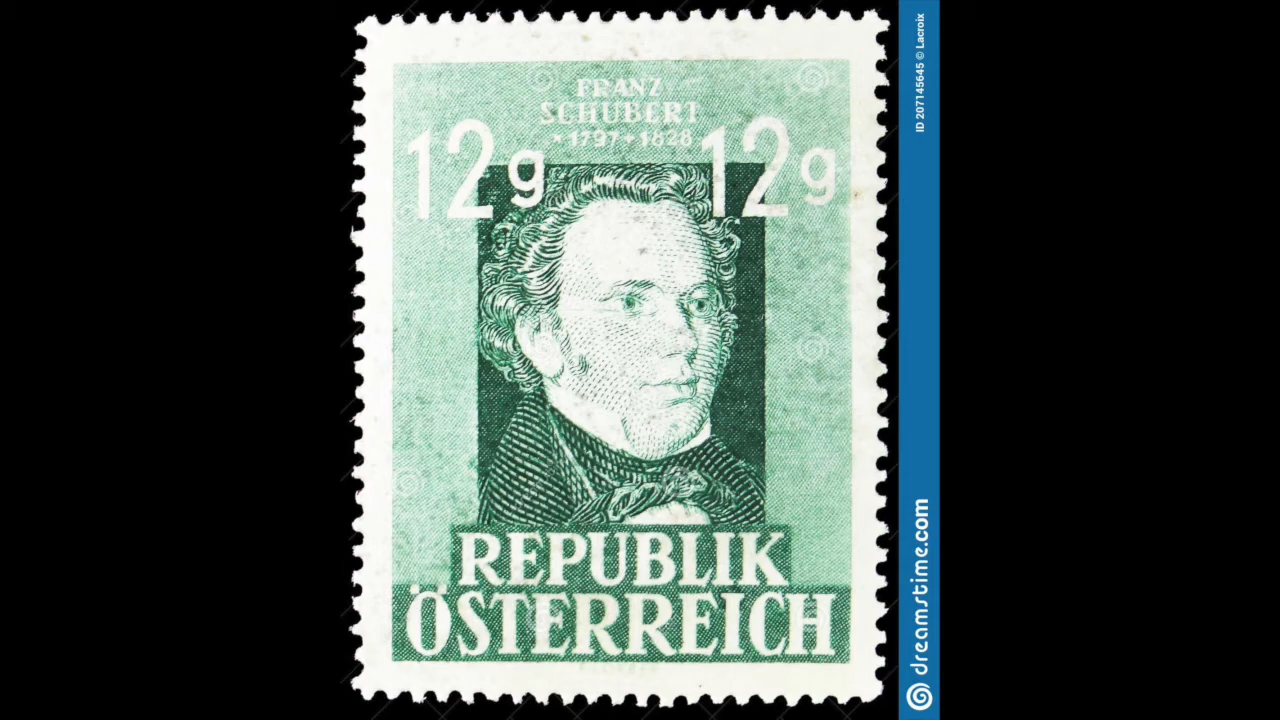 FRANZ
SCHUBERT
*1797+1828
12g 12g
REPUBLIK
ÖSTERREICH
ID 207145645 © Lacroix
dreamstime.com